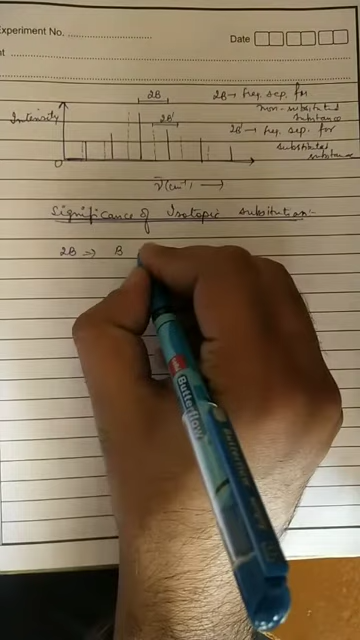 Experiment No.
Date
2B
2B → freq. sep. for
non-substituted
substance
Intensity
2B'
2B' → freq. sep. for
substituted
substance
0
ν̄ (cm⁻¹) →
Significance of Isotopic substitution:-
2B ⇒ B
Butterflow